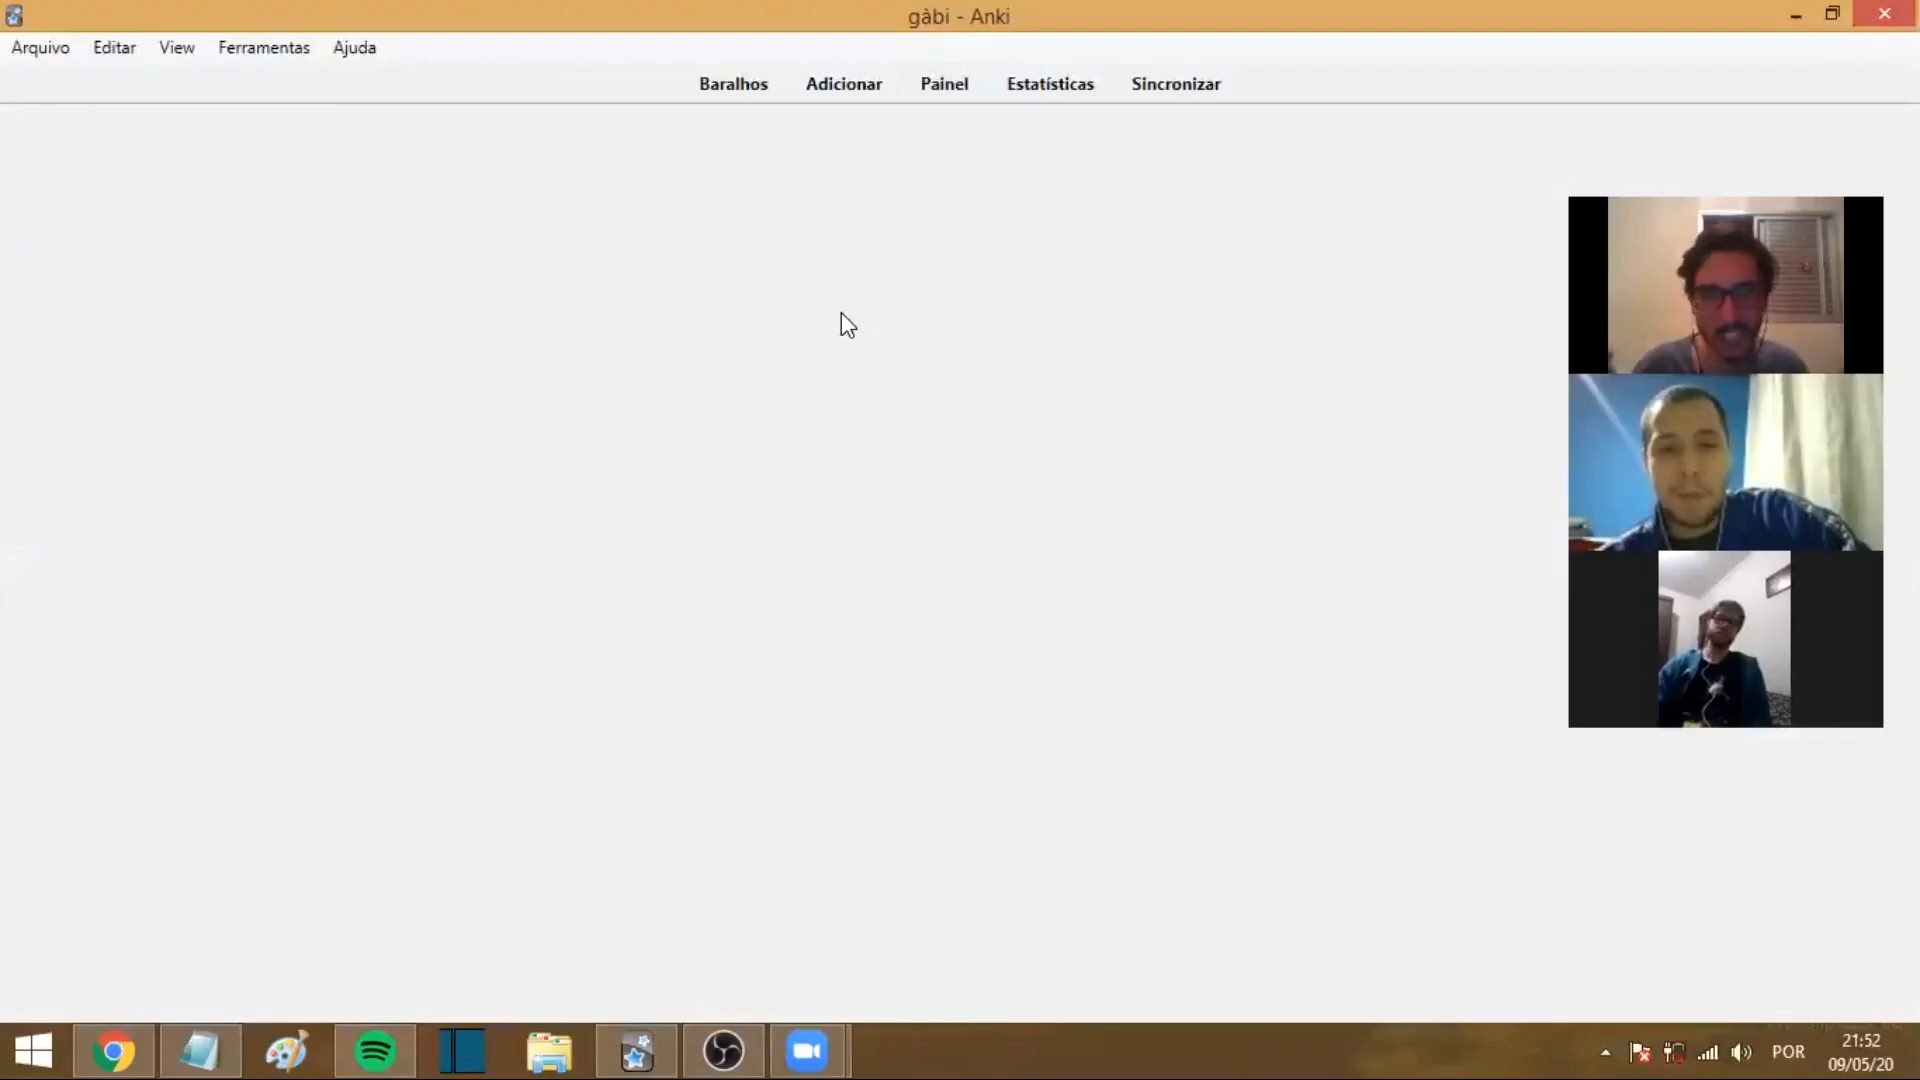 gàbi - Anki
Arquivo Editar View Ferramentas Ajuda
Baralhos Adicionar Painel Estatísticas Sincronizar
POR
21:52
09/05/20